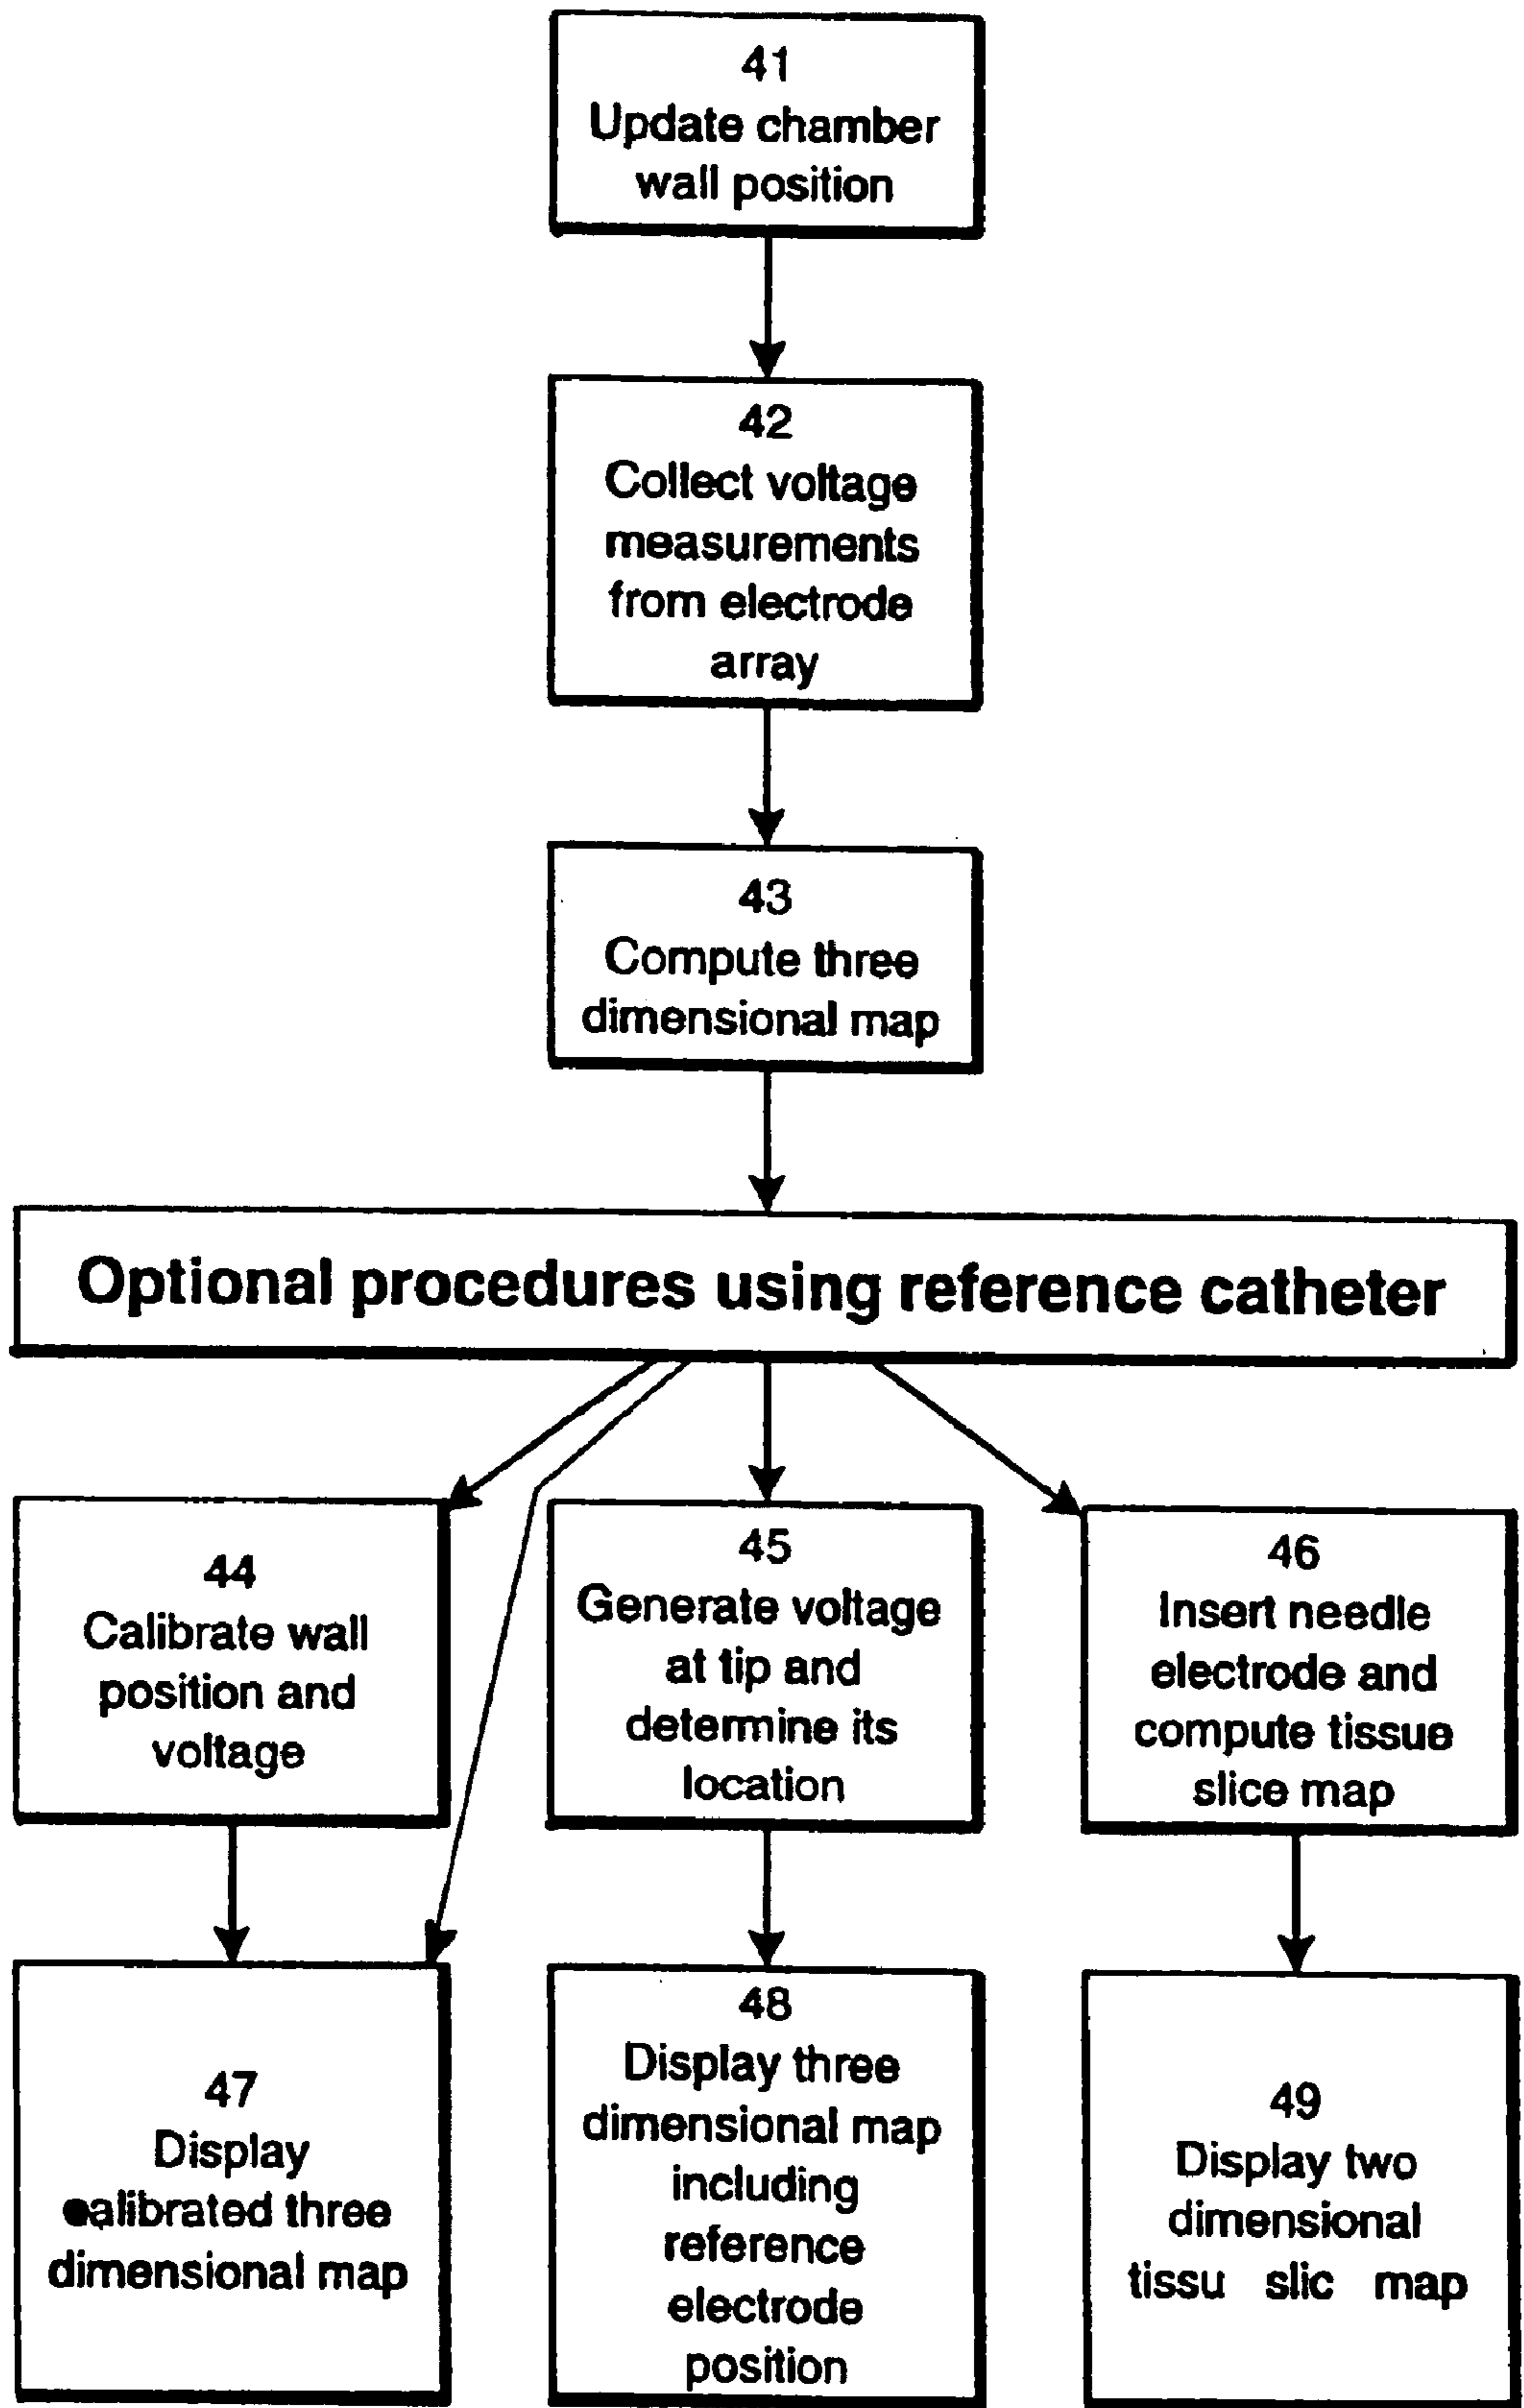 41
Update chamber
wall position
42
Collect voltage
measurements
from electrode
array
43
Compute three
dimensional map
Optional procedures using reference catheter
44
Calibrate wall
position and
voltage
45
Generate voltage
at tip and
determine its
location
46
Insert needle
electrode and
compute tissue
slice map
47
Display
calibrated three
dimensional map
48
Display three
dimensional map
including
reference
electrode
position
49
Display two
dimensional
tissu slic map